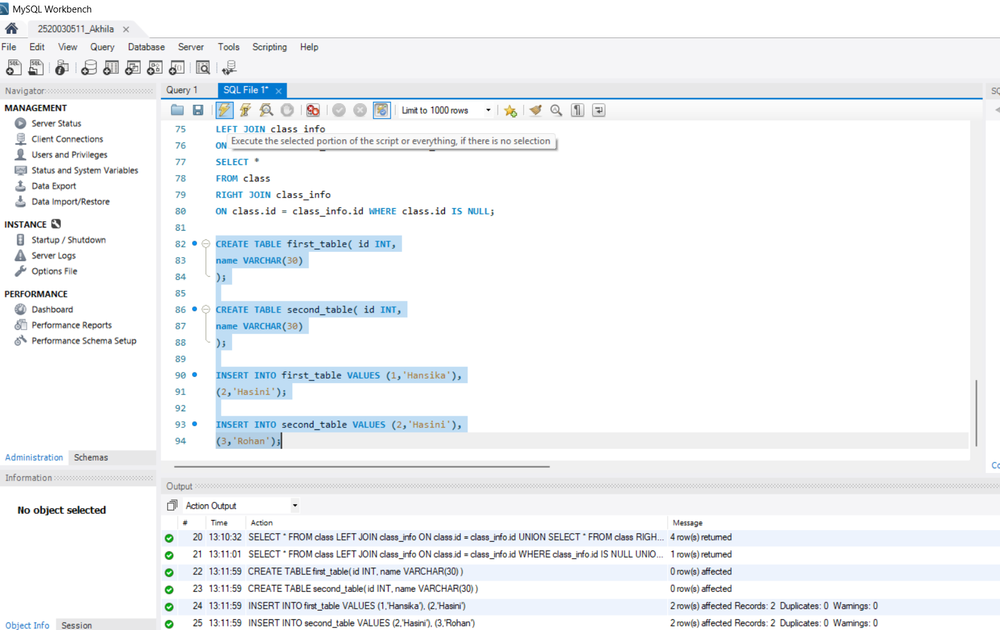 MySQL Workbench
2520030511_Akhila
File Edit View Query Database Server Tools Scripting Help
Navigator
MANAGEMENT
Server Status
Client Connections
Users and Privileges
Status and System Variables
Data Export
Data Import/Restore
INSTANCE
Startup / Shutdown
Server Logs
Options File
PERFORMANCE
Dashboard
Performance Reports
Performance Schema Setup
Administration Schemas
Information
No object selected
Object Info Session
Query 1 SQL File 1*
Limit to 1000 rows
75 LEFT JOIN class_info
Execute the selected portion of the script or everything, if there is no selection
76 ON
77 SELECT *
78 FROM class
79 RIGHT JOIN class_info
80 ON class.id = class_info.id WHERE class.id IS NULL;
81
82 CREATE TABLE first_table( id INT,
83 name VARCHAR(30)
84 );
85
86 CREATE TABLE second_table( id INT,
87 name VARCHAR(30)
88 );
89
90 INSERT INTO first_table VALUES (1,'Hansika'),
91 (2,'Hasini');
92
93 INSERT INTO second_table VALUES (2,'Hasini'),
94 (3,'Rohan');
Output
Action Output
# Time Action Message
20 13:10:32 SELECT * FROM class LEFT JOIN class_info ON class.id = class_info.id UNION SELECT * FROM class RIGH... 4 row(s) returned
21 13:11:01 SELECT * FROM class LEFT JOIN class_info ON class.id = class_info.id WHERE class_info.id IS NULL UNIO... 1 row(s) returned
22 13:11:59 CREATE TABLE first_table( id INT, name VARCHAR(30) ) 0 row(s) affected
23 13:11:59 CREATE TABLE second_table( id INT, name VARCHAR(30) ) 0 row(s) affected
24 13:11:59 INSERT INTO first_table VALUES (1,'Hansika'), (2,'Hasini') 2 row(s) affected Records: 2 Duplicates: 0 Warnings: 0
25 13:11:59 INSERT INTO second_table VALUES (2,'Hasini'), (3,'Rohan') 2 row(s) affected Records: 2 Duplicates: 0 Warnings: 0